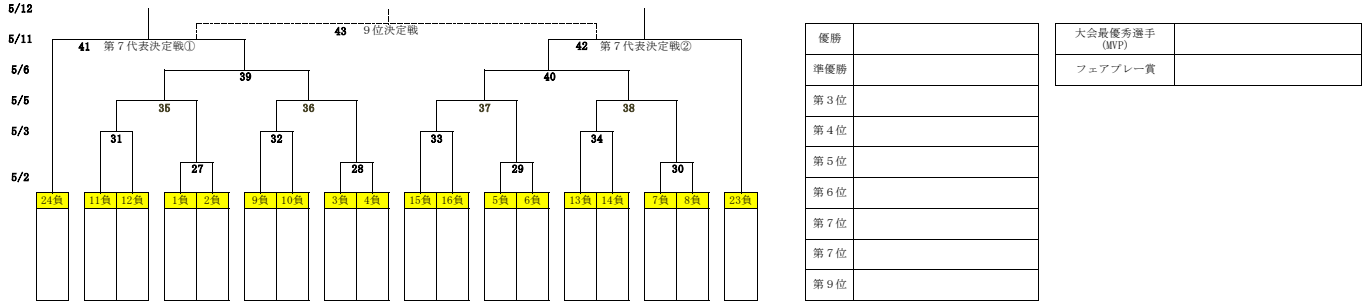 5/12
43 9位決定戦
5/11
41 第7代表決定戦①
42 第7代表決定戦②
5/6
39
40
5/5
35
36
37
38
5/3
31
32
33
34
27
28
29
30
5/2
24負 11負 12負 1負 2負 9負 10負 3負 4負 15負 16負 5負 6負 13負 14負 7負 8負 23負
優勝
準優勝
第3位
第4位
第5位
第6位
第7位
第7位
第9位
大会最優秀選手
(MVP)
フェアプレー賞